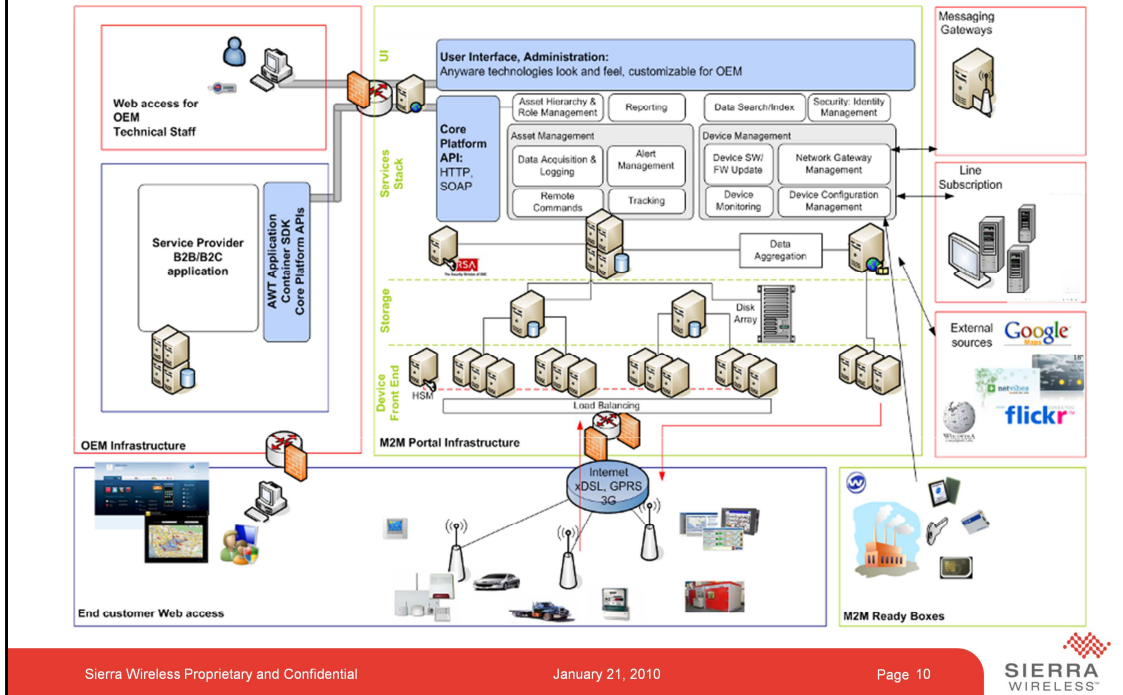 Web access for
OEM
Technical Staff
Service Provider
B2B/B2C
application
AWT Application
Container SDK
Core Platform APIs
OEM Infrastructure
UI
User Interface, Administration:
Anyware technologies look and feel, customizable for OEM
Services
Stack
Core
Platform
API:
HTTP,
SOAP
Asset Hierarchy &
Role Management
Reporting
Data Search/Index
Security: Identity
Management
Asset Management
Data Acquisition &
Logging
Alert
Management
Remote
Commands
Tracking
Device Management
Device SW/
FW Update
Network Gateway
Management
Device
Monitoring
Device Configuration
Management
RSA
Data
Aggregation
Storage
Disk
Array
Device
Front End
HSM
Load Balancing
M2M Portal Infrastructure
Messaging
Gateways
Line
Subscription
External
sources
Google
Maps
18°
netvibes
flickr
WIKIPEDIA
Internet
xDSL, GPRS
3G
End customer Web access
M2M Ready Boxes
Sierra Wireless Proprietary and Confidential
January 21, 2010
Page 10
SIERRA
WIRELESS™